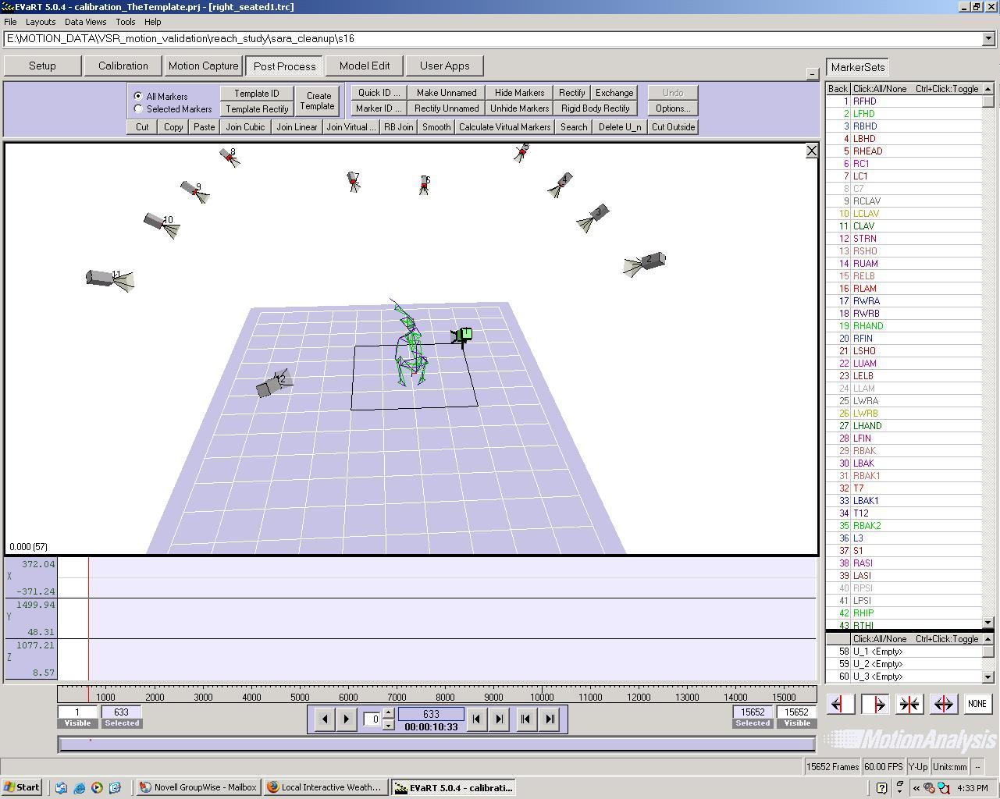 EVaRT 5.0.4 - calibration_TheTemplate.prj - [right_seated1.trc]
File Layouts Data Views Tools Help
E:\MOTION_DATA\VSR_motion_validation\reach_study\sara_cleanup\s16
Setup Calibration Motion Capture Post Process Model Edit User Apps
MarkerSets
All Markers
Selected Markers
Template ID
Template Rectify
Create Template
Quick ID ... Make Unnamed Hide Markers Rectify Exchange Undo
Marker ID ... Rectify Unnamed Unhide Markers Rigid Body Rectify Options...
Cut Copy Paste Join Cubic Join Linear Join Virtual ... RB Join Smooth Calculate Virtual Markers Search Delete U_n Cut Outside
Back Click:All/None Ctrl+Click:Toggle
1 RFHD
2 LFHD
3 RBHD
4 LBHD
5 RHEAD
6 RC1
7 LC1
8 C7
9 RCLAV
10 LCLAV
11 CLAV
12 STRN
13 RSHO
14 RUAM
15 RELB
16 RLAM
17 RWRA
18 RWRB
19 RHAND
20 RFIN
21 LSHO
22 LUAM
23 LELB
24 LLAM
25 LWRA
26 LWRB
27 LHAND
28 LFIN
29 RBAK
30 LBAK
31 RBAK1
32 T7
33 LBAK1
34 T12
35 RBAK2
36 L3
37 S1
38 RASI
39 LASI
40 RPSI
41 LPSI
42 RHIP
43 RTHI
Click:All/None Ctrl+Click:Toggle
58 U_1 <Empty>
59 U_2 <Empty>
60 U_3 <Empty>
8
7
6
5
4
9
3
10
2
11
1
12
0.000 (57)
372.04
X
-371.24
1499.94
Y
48.31
1077.21
Z
8.57
1000 2000 3000 4000 5000 6000 7000 8000 9000 10000 11000 12000 13000 14000 15000
1 633 0 633 15652 15652
Visible Selected 00:00:10:33 Selected Visible
NONE
MotionAnalysis
15652 Frames 60.00 FPS Y-Up Units:mm --
Start Novell GroupWise - Mailbox Local Interactive Weath... EVaRT 5.0.4 - calibrati... 4:33 PM